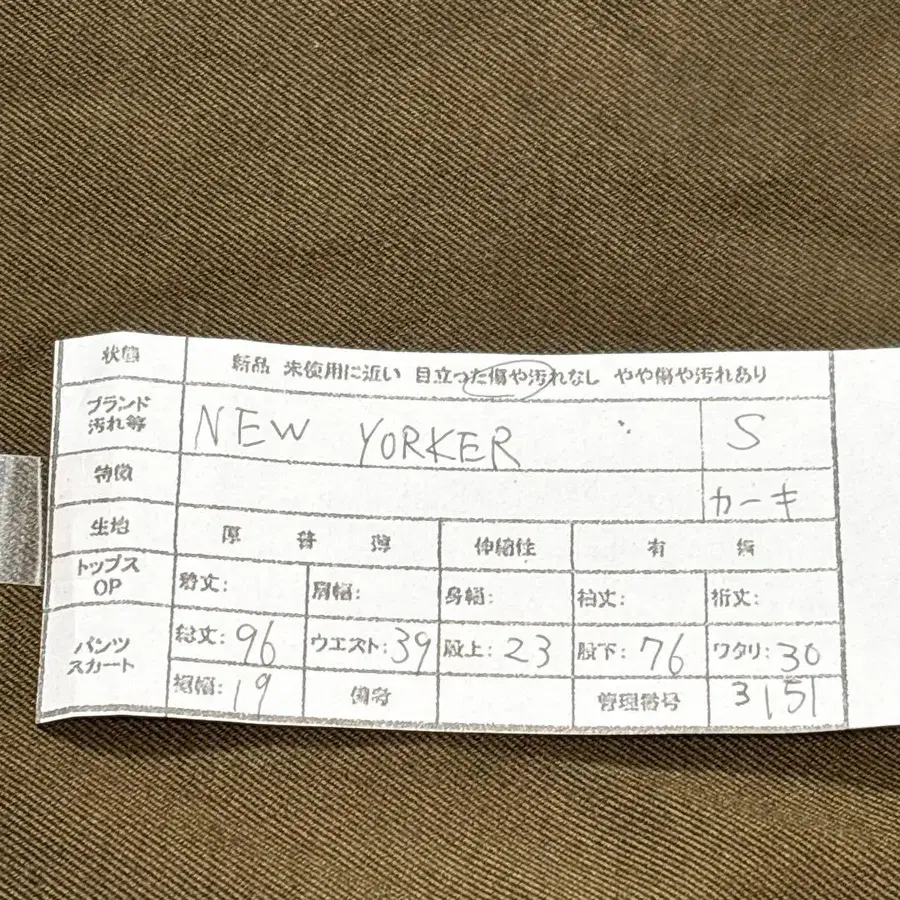 状態 新品 未使用に近い 目立った傷や汚れなし やや傷や汚れあり
ブランド 汚れ等 NEW YORKER S
特徴 カーキ
生地 厚 普 薄 伸縮性 有 無
トップス OP 着丈: 肩幅: 身幅: 裄丈:
パンツ スカート 総丈: 96 ウエスト: 39 股上: 23 股下: 76 ワタリ: 30
裾幅: 19 備考 管理番号 3151